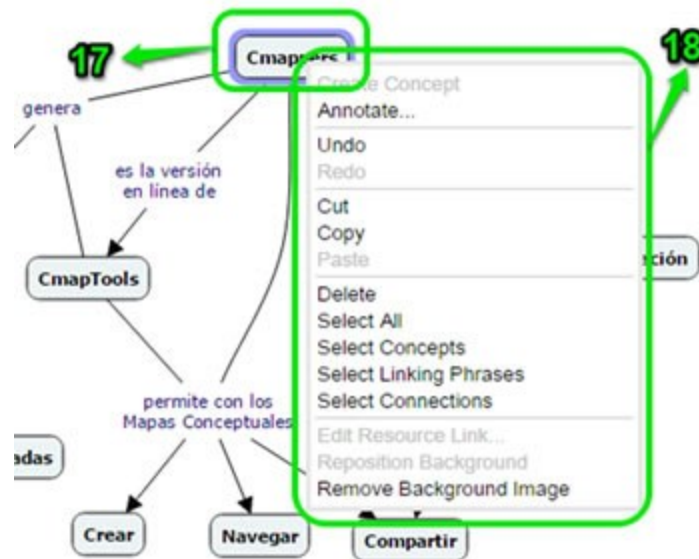 17
18
genera
Create Concept
Annotate...
Undo
Redo
es la versión
en línea de
Cut
Copy
Paste
ción
CmapTools
Delete
Select All
Select Concepts
Select Linking Phrases
Select Connections
permite con los
Mapas Conceptuales
Edit Resource Link...
Reposition Background
Remove Background Image
adas
Crear
Navegar
Compartir